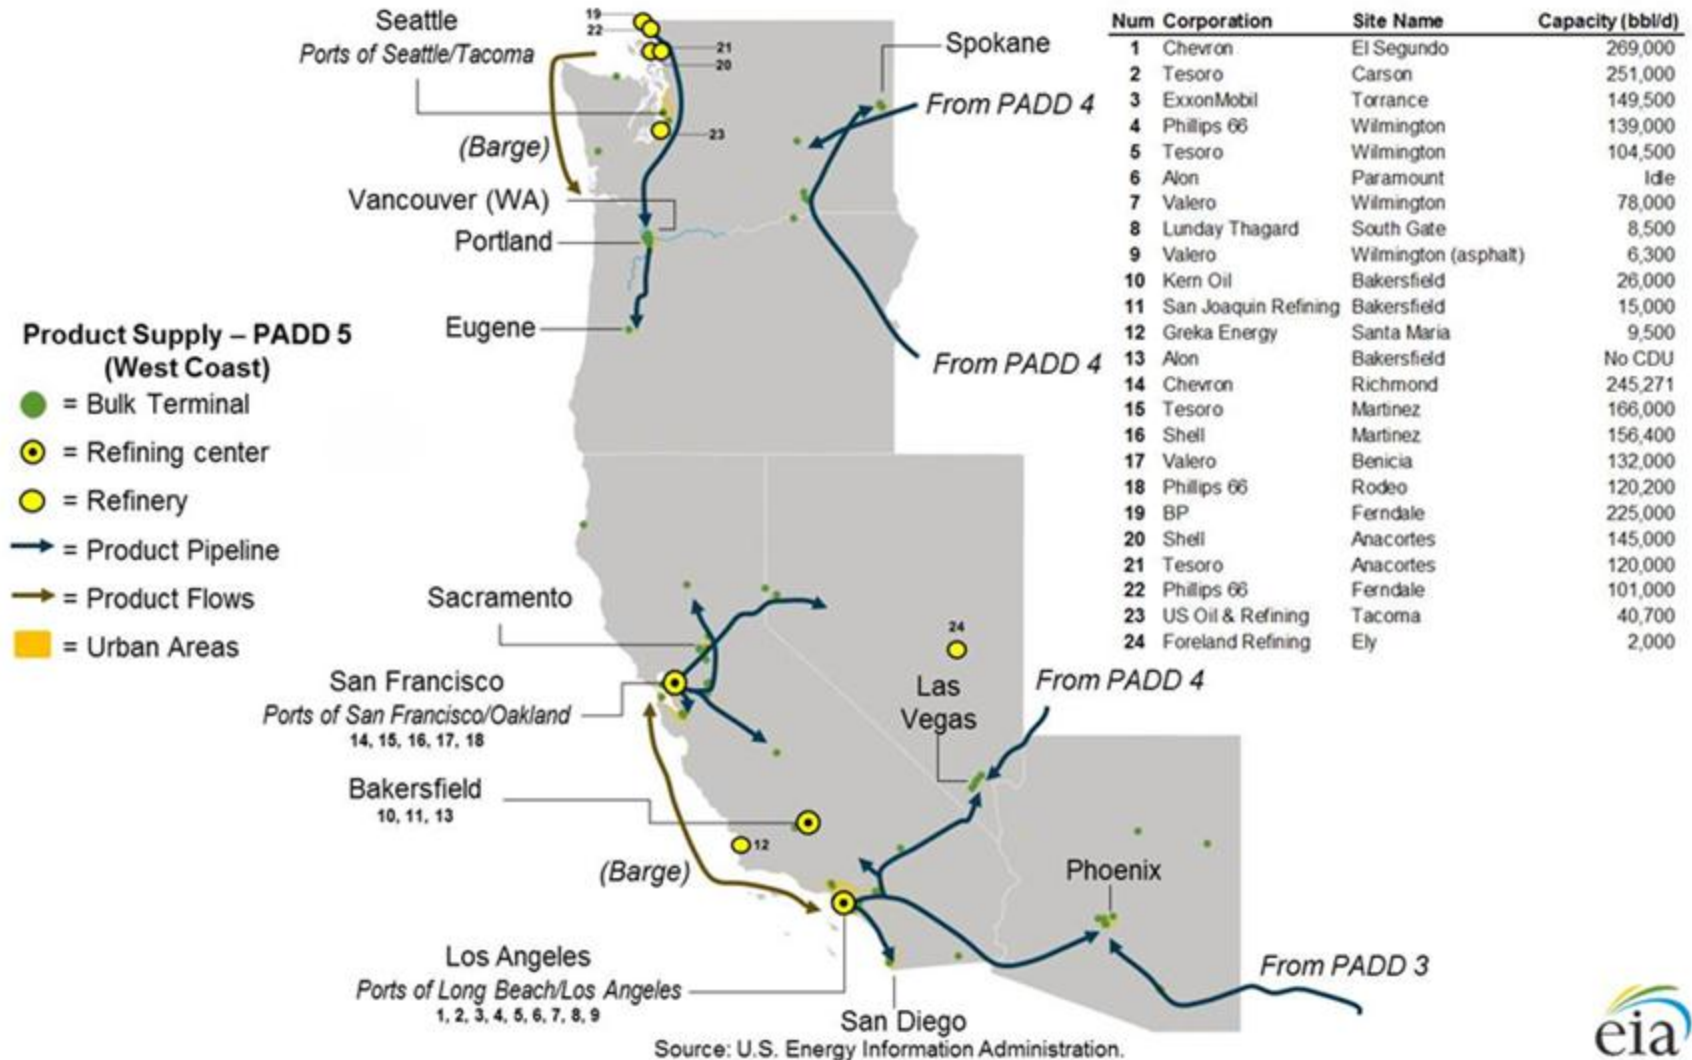 Seattle
Ports of Seattle/Tacoma
19
22
21
20
23
Spokane
From PADD 4
(Barge)
Vancouver (WA)
Portland
Eugene
From PADD 4
Product Supply – PADD 5
(West Coast)
= Bulk Terminal
= Refining center
= Refinery
= Product Pipeline
= Product Flows
= Urban Areas
Sacramento
San Francisco
Ports of San Francisco/Oakland
14, 15, 16, 17, 18
Bakersfield
10, 11, 13
12
(Barge)
24
Las
Vegas
From PADD 4
Phoenix
From PADD 3
Los Angeles
Ports of Long Beach/Los Angeles
1, 2, 3, 4, 5, 6, 7, 8, 9
San Diego
Num Corporation Site Name Capacity (bbl/d)
1 Chevron El Segundo 269,000
2 Tesoro Carson 251,000
3 ExxonMobil Torrance 149,500
4 Phillips 66 Wilmington 139,000
5 Tesoro Wilmington 104,500
6 Alon Paramount Idle
7 Valero Wilmington 78,000
8 Lunday Thagard South Gate 8,500
9 Valero Wilmington (asphalt) 6,300
10 Kern Oil Bakersfield 26,000
11 San Joaquin Refining Bakersfield 15,000
12 Greka Energy Santa Maria 9,500
13 Alon Bakersfield No CDU
14 Chevron Richmond 245,271
15 Tesoro Martinez 166,000
16 Shell Martinez 156,400
17 Valero Benicia 132,000
18 Phillips 66 Rodeo 120,200
19 BP Ferndale 225,000
20 Shell Anacortes 145,000
21 Tesoro Anacortes 120,000
22 Phillips 66 Ferndale 101,000
23 US Oil & Refining Tacoma 40,700
24 Foreland Refining Ely 2,000
Source: U.S. Energy Information Administration.
eia